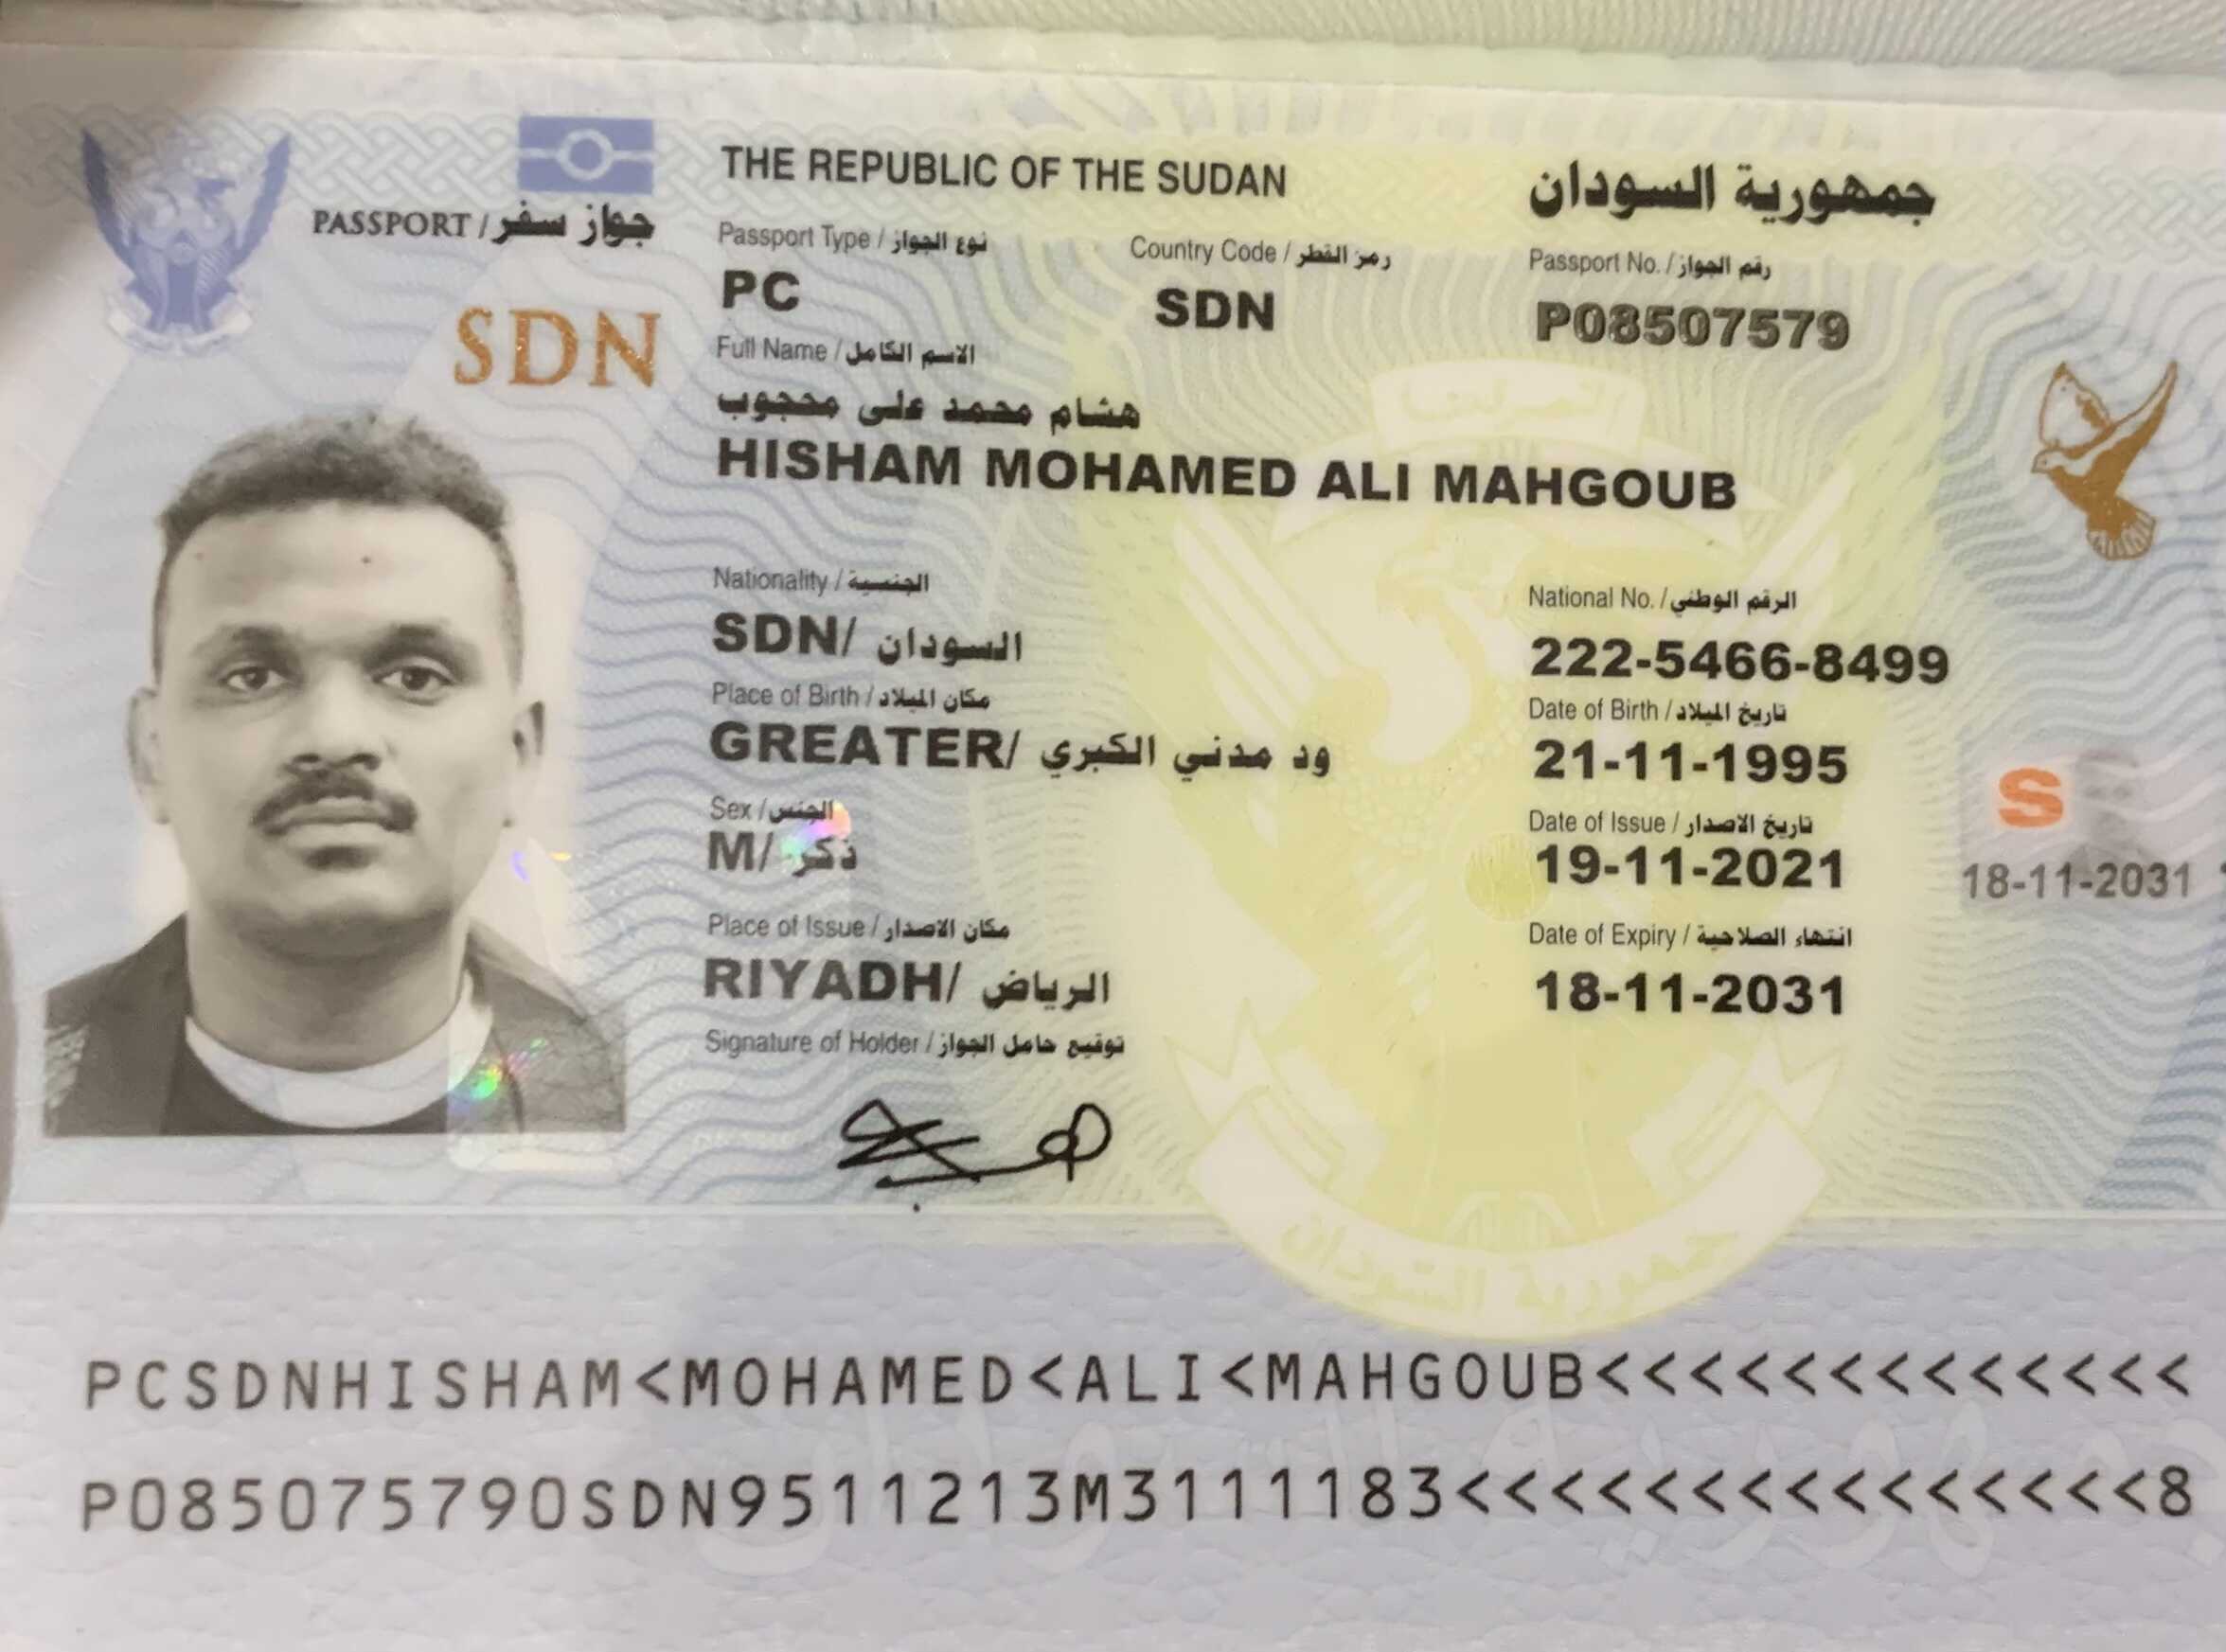 THE REPUBLIC OF THE SUDAN
جمهورية السودان
PASSPORT / جواز سفر
SDN
Passport Type / نوع الجواز
PC
Country Code / رمز القطر
SDN
Passport No. / رقم الجواز
P08507579
Full Name / الاسم الكامل
هشام محمد على محجوب
HISHAM MOHAMED ALI MAHGOUB
Nationality / الجنسية
SDN/ السودان
National No. / الرقم الوطني
222-5466-8499
Place of Birth / مكان الميلاد
GREATER/ ود مدني الكبري
Date of Birth / تاريخ الميلاد
21-11-1995
Sex / الجنس
M/ ذكر
Date of Issue / تاريخ الاصدار
19-11-2021
S
18-11-2031
Place of Issue / مكان الاصدار
RIYADH/ الرياض
Date of Expiry / انتهاء الصلاحية
18-11-2031
Signature of Holder / توقيع حامل الجواز
جمهورية السودان
PCSDNHISHAM<MOHAMED<ALI<MAHGOUB<<<<<<<<<<<<<
P085075790SDN9511213M3111183<<<<<<<<<<<<<<<8